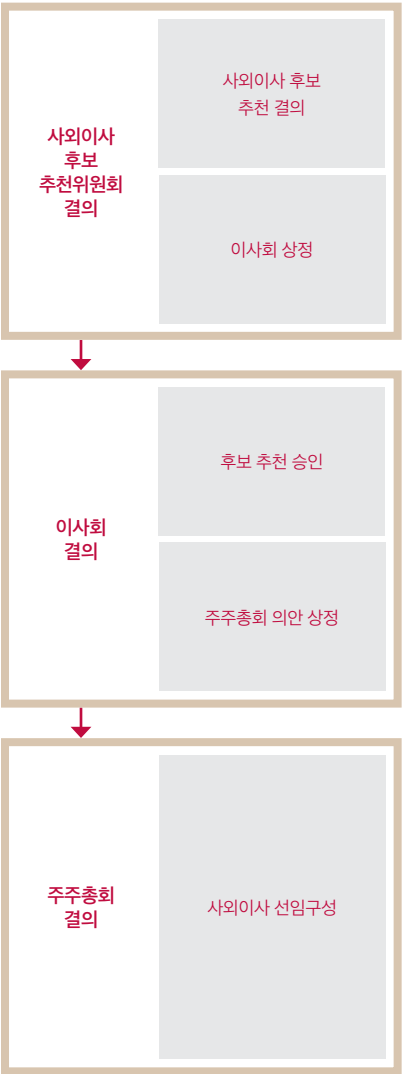 사외이사
후보
추천위원회
결의
사외이사 후보
추천 결의
이사회 상정
이사회
결의
후보 추천 승인
주주총회 의안 상정
주주총회
결의
사외이사 선임구성